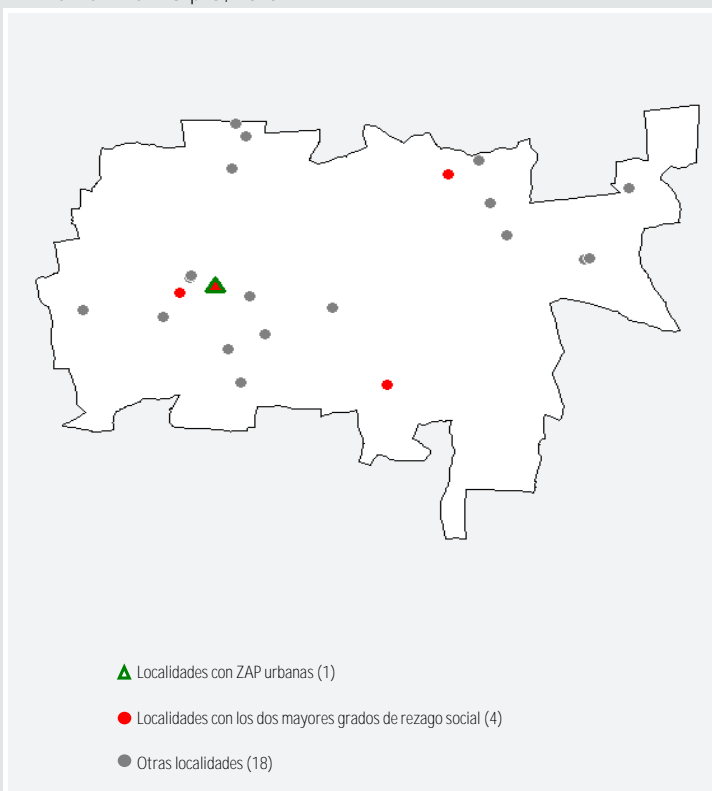 Localidades con ZAP urbanas (1)
Localidades con los dos mayores grados de rezago social (4)
Otras localidades (18)